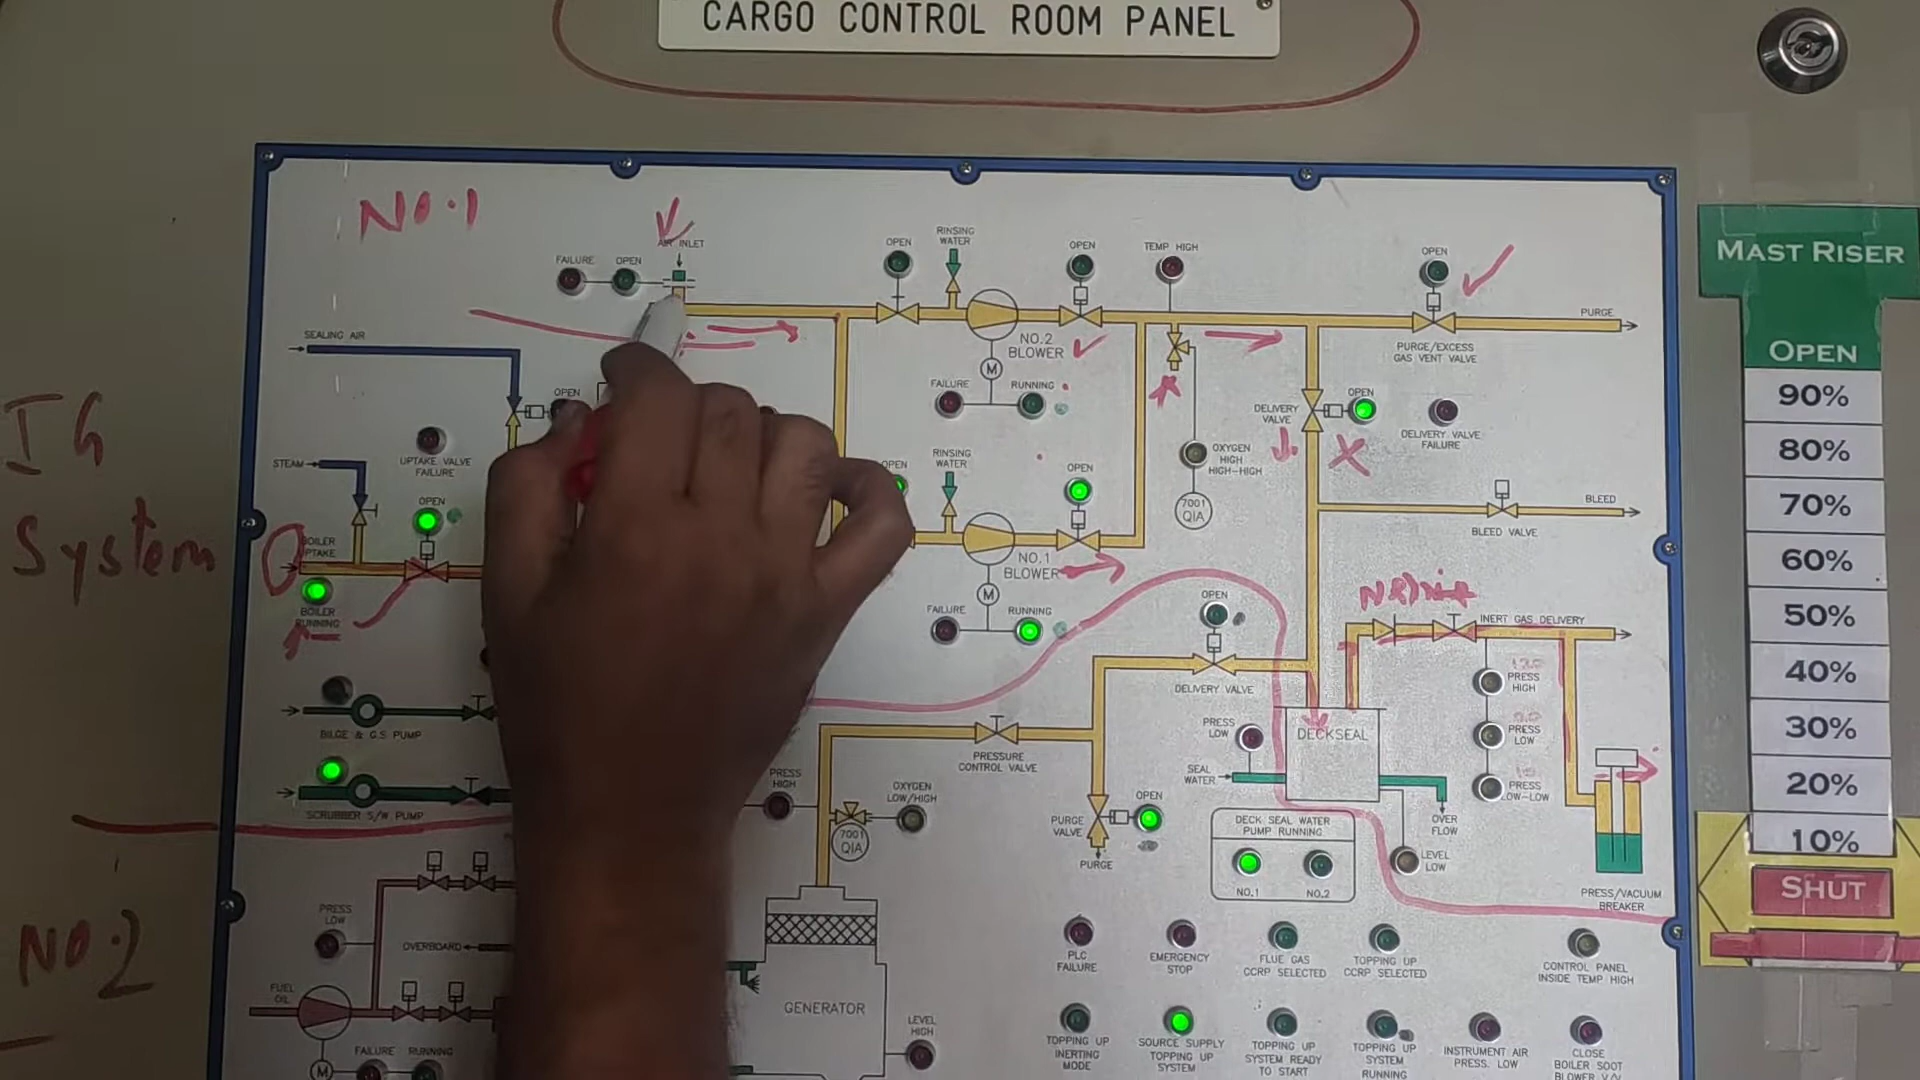 CARGO CONTROL ROOM PANEL
NO.1
AIR INLET
FAILURE
OPEN
OPEN
RINSING
WATER
OPEN
TEMP HIGH
OPEN
PURGE
PURGE/EXCESS
GAS VENT VALVE
NO.2
BLOWER
M
FAILURE
RUNNING
SEALING AIR
OPEN
UPTAKE VALVE
FAILURE
STEAM
OPEN
BOILER
UPTAKE
BOILER
RUNNING
DELIVERY
VALVE
OPEN
DELIVERY VALVE
FAILURE
OXYGEN
HIGH
HIGH-HIGH
7001
QIA
OPEN
RINSING
WATER
OPEN
BLEED
BLEED VALVE
NO.1
BLOWER
M
FAILURE
RUNNING
OPEN
INERT GAS DELIVERY
DELIVERY VALVE
PRESS
HIGH
PRESS
LOW
PRESS
LOW-LOW
BILGE & G.S PUMP
SCRUBBER S/W PUMP
PRESSURE
CONTROL VALVE
PRESS
LOW
DECKSEAL
SEAL
WATER
OVER
FLOW
LEVEL
LOW
PRESS
HIGH
OXYGEN
LOW/HIGH
7001
QIA
PURGE
VALVE
OPEN
PURGE
DECK SEAL WATER
PUMP RUNNING
NO.1
NO.2
PRESS/VACUUM
BREAKER
PRESS
LOW
OVERBOARD
FUEL
OIL
M
FAILURE
RUNNING
GENERATOR
LEVEL
HIGH
PLC
FAILURE
EMERGENCY
STOP
FLUE GAS
CCRP SELECTED
TOPPING UP
CCRP SELECTED
CONTROL PANEL
INSIDE TEMP HIGH
TOPPING UP
INERTING
MODE
SOURCE SUPPLY
TOPPING UP
SYSTEM
TOPPING UP
SYSTEM READY
TO START
TOPPING UP
SYSTEM
RUNNING
INSTRUMENT AIR
PRESS. LOW
CLOSE
BOILER SOOT
BLOWER V/V
IG
System
NO.2
MAST RISER
OPEN
90%
80%
70%
60%
50%
40%
30%
20%
10%
SHUT